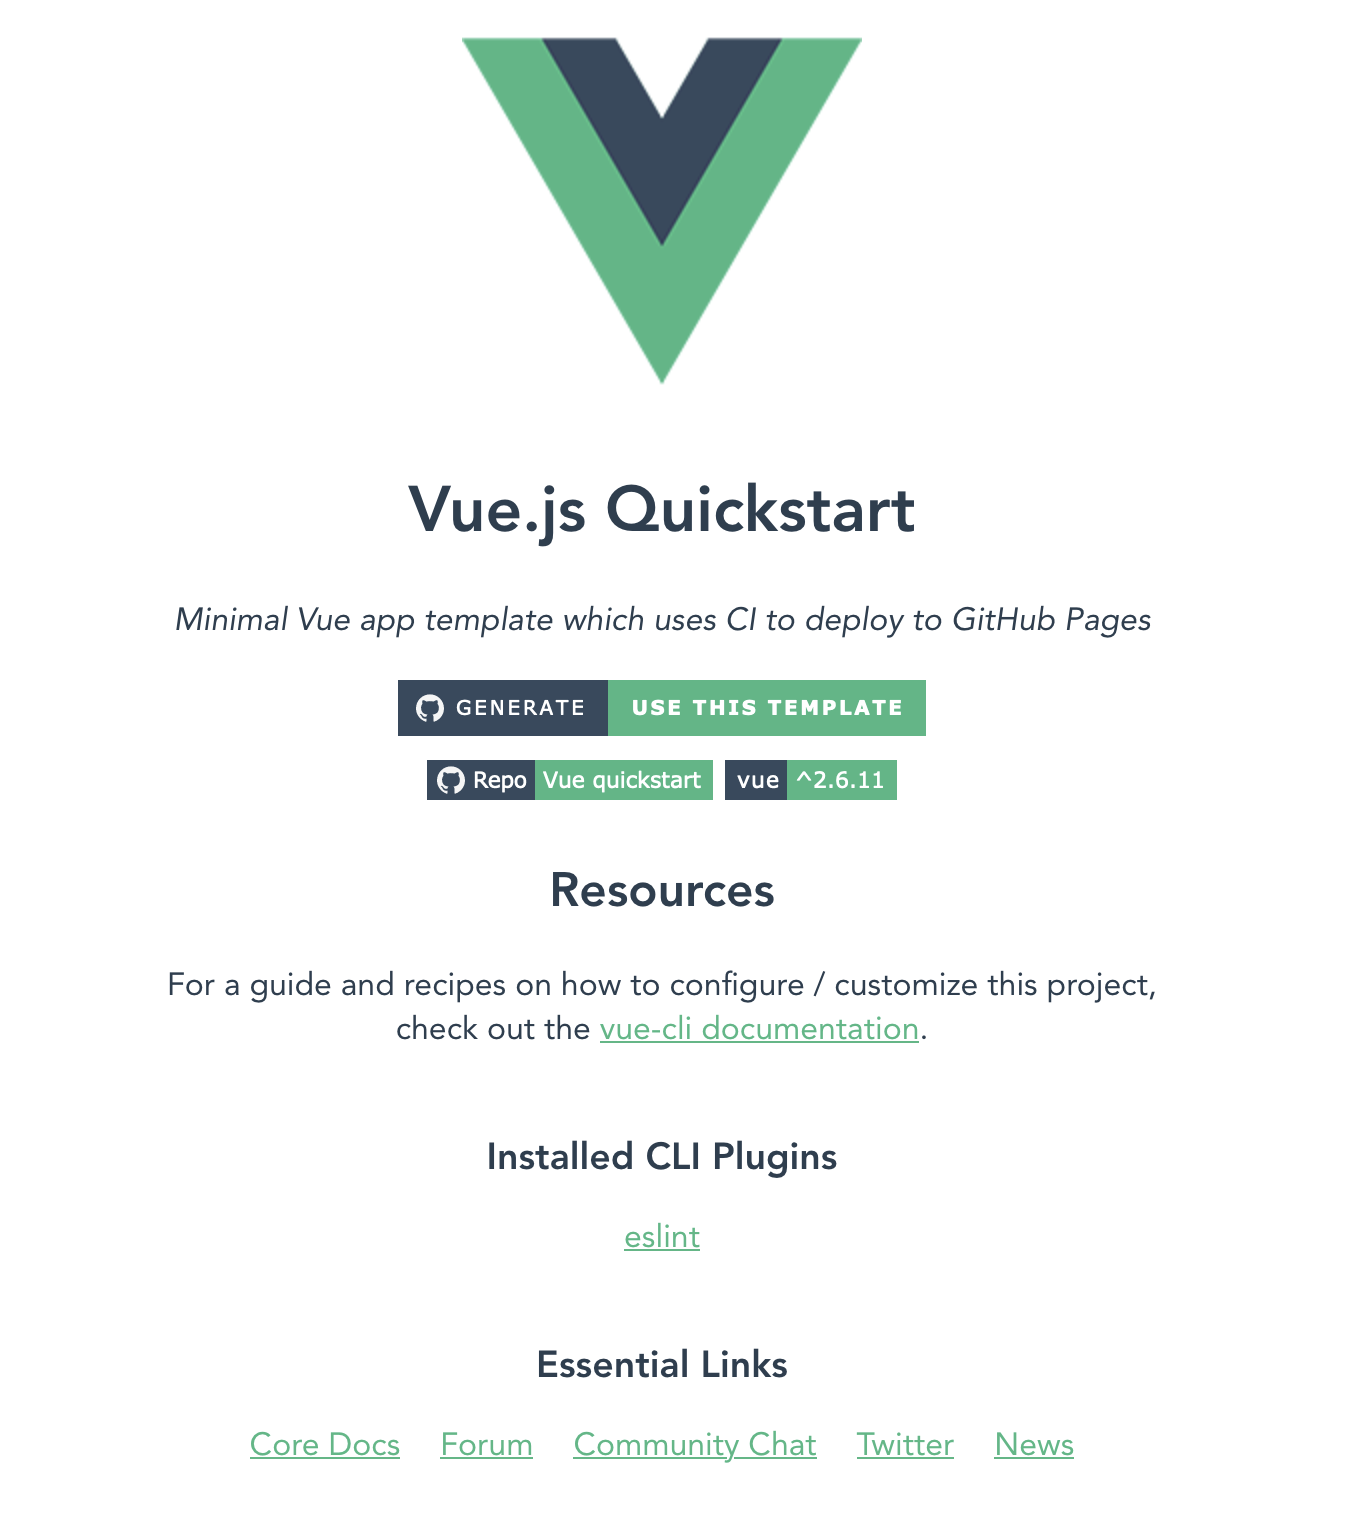 Vue.js Quickstart
Minimal Vue app template which uses CI to deploy to GitHub Pages
GENERATE USE THIS TEMPLATE
Repo Vue quickstart vue ^2.6.11
Resources
For a guide and recipes on how to configure / customize this project,
check out the vue-cli documentation.
Installed CLI Plugins
eslint
Essential Links
Core Docs Forum Community Chat Twitter News